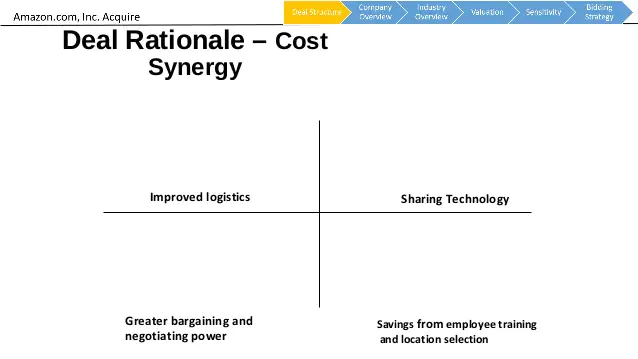 Amazon.com, Inc. Acquire
Deal Structure
Company
Overview
Industry
Overview
Valuation
Sensitivity
Bidding
Strategy
Deal Rationale – Cost
Synergy
Improved logistics
Sharing Technology
Greater bargaining and
negotiating power
Savings from employee training
and location selection